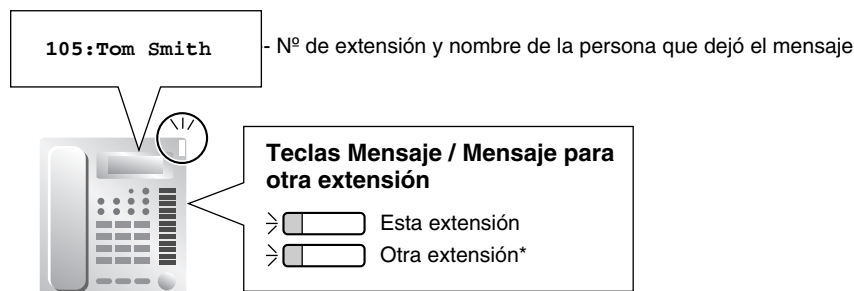 105:Tom Smith
- Nº de extensión y nombre de la persona que dejó el mensaje
Teclas Mensaje / Mensaje para
otra extensión
Esta extensión
Otra extensión*